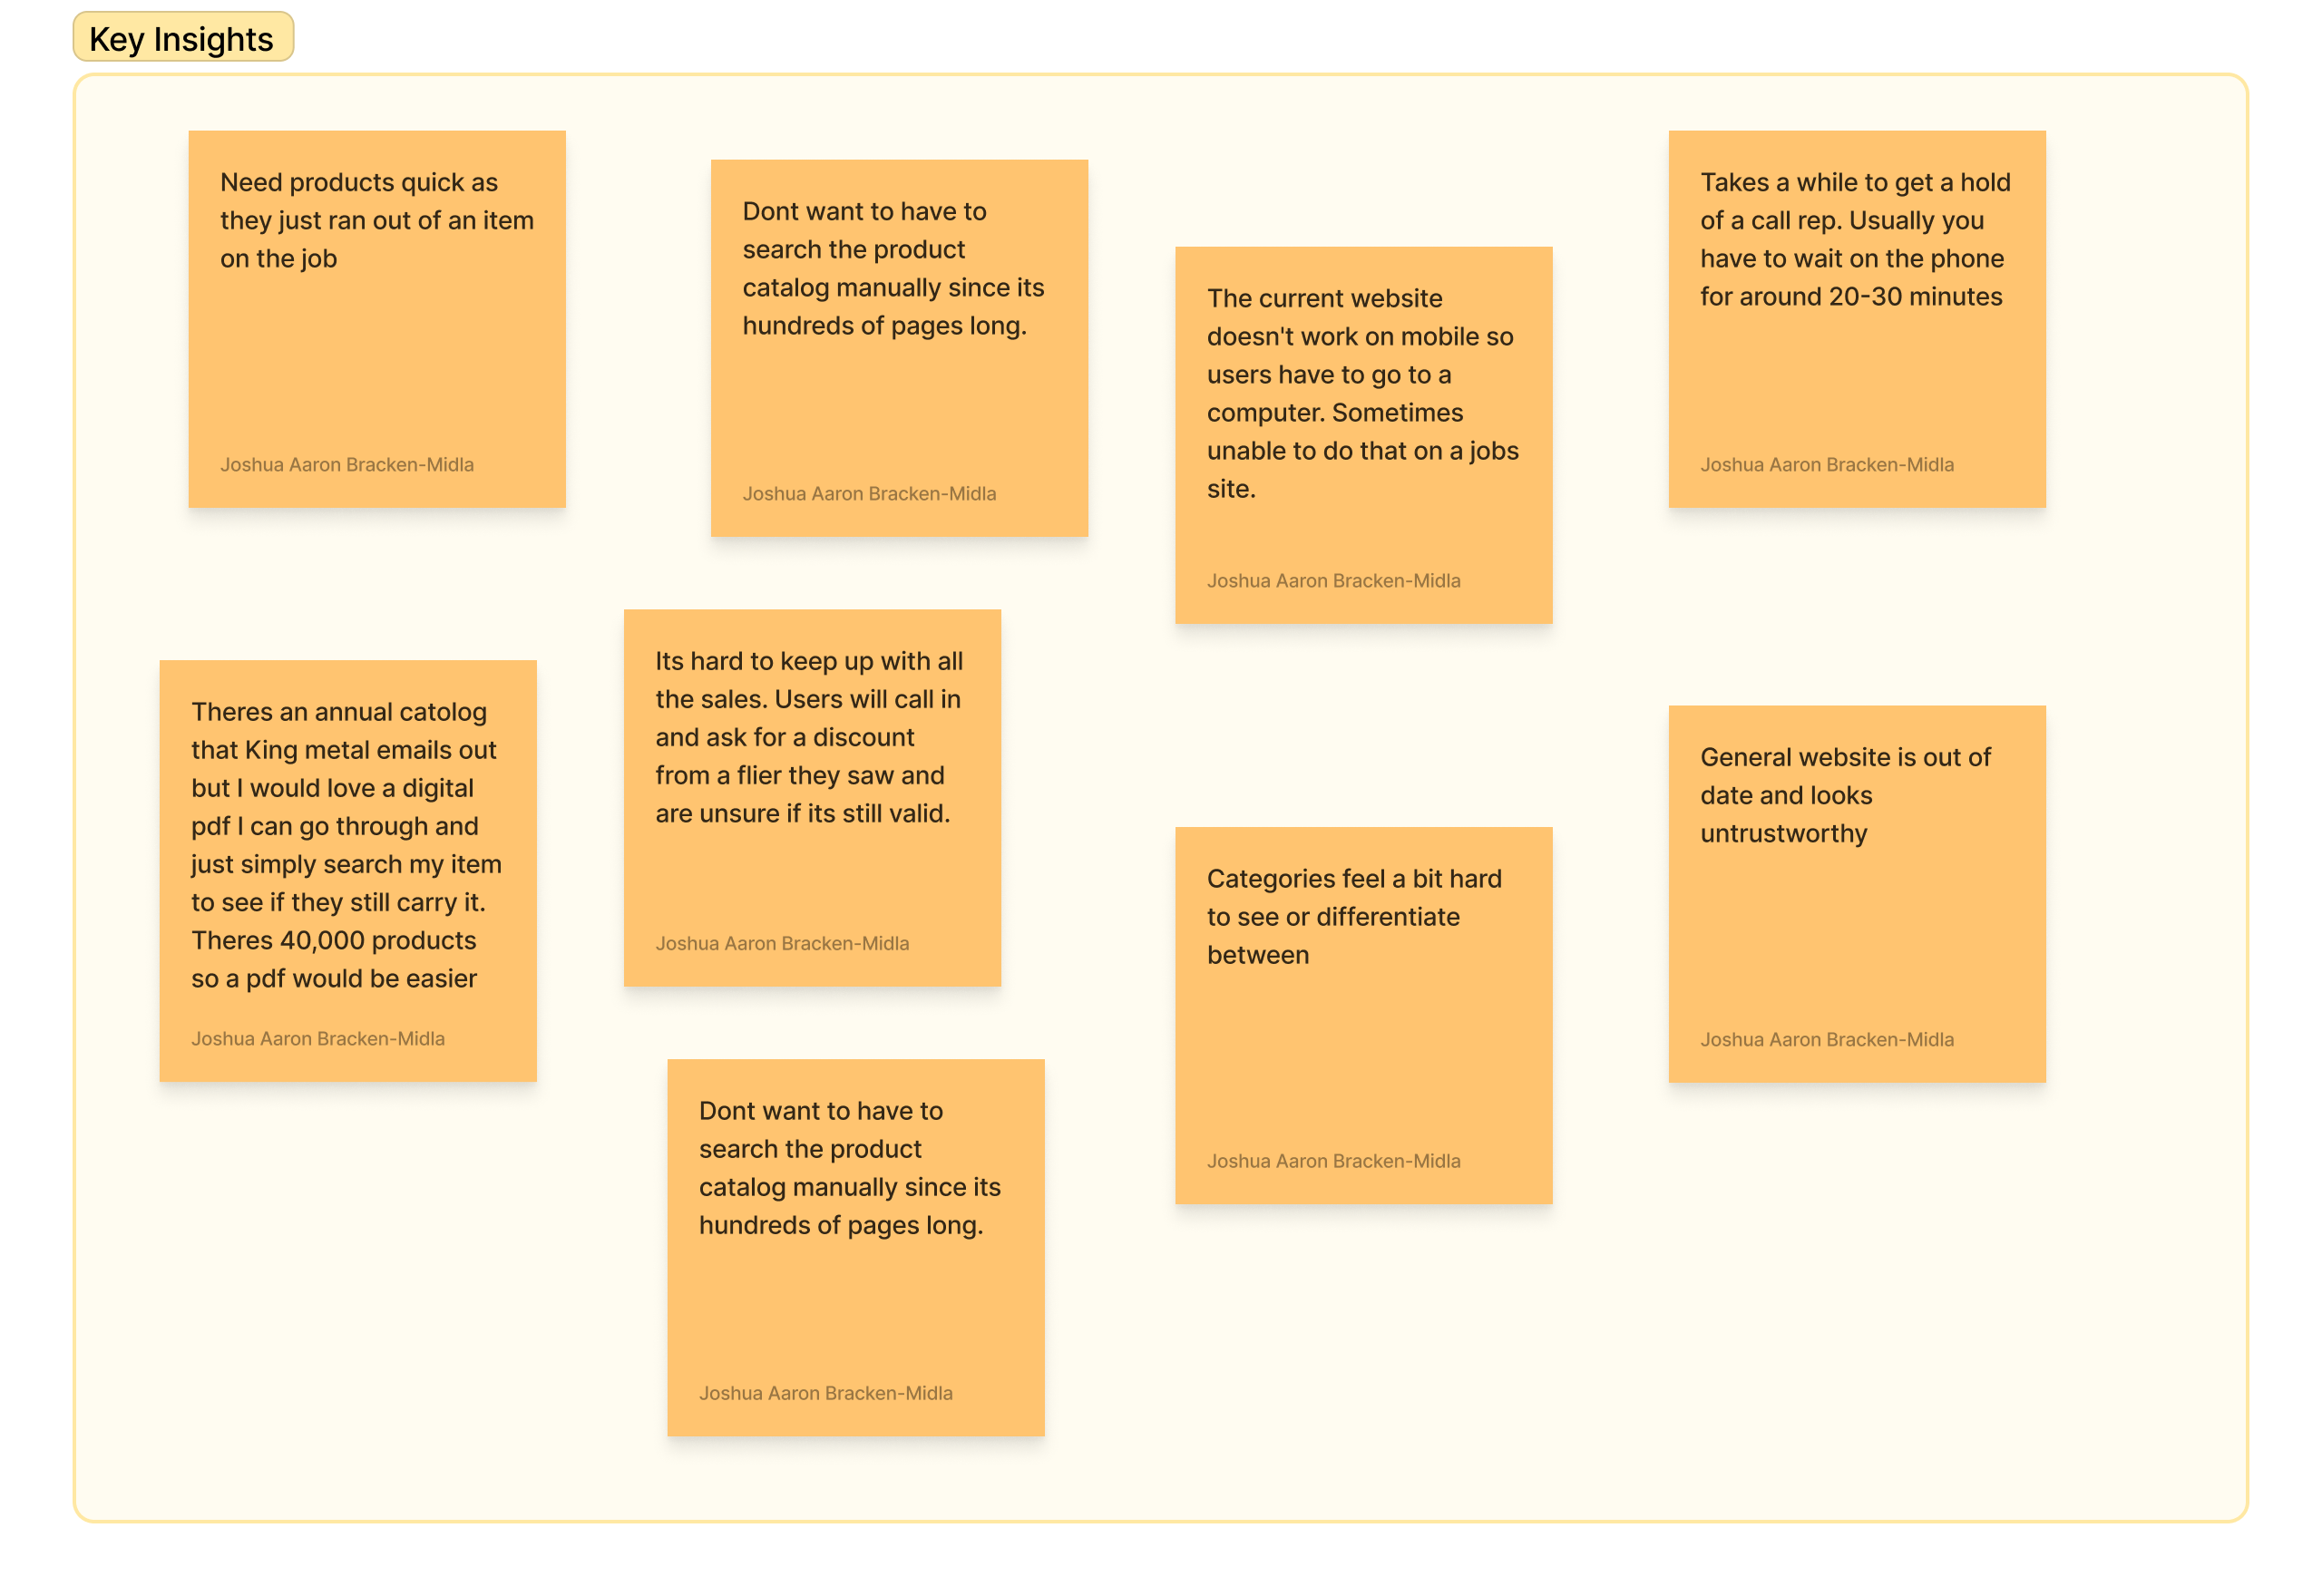 Key Insights
Need products quick as
they just ran out of an item
on the job
Joshua Aaron Bracken-Midla
Dont want to have to
search the product
catalog manually since its
hundreds of pages long.
Joshua Aaron Bracken-Midla
The current website
doesn't work on mobile so
users have to go to a
computer. Sometimes
unable to do that on a jobs
site.
Joshua Aaron Bracken-Midla
Takes a while to get a hold
of a call rep. Usually you
have to wait on the phone
for around 20-30 minutes
Joshua Aaron Bracken-Midla
Theres an annual catolog
that King metal emails out
but I would love a digital
pdf I can go through and
just simply search my item
to see if they still carry it.
Theres 40,000 products
so a pdf would be easier
Joshua Aaron Bracken-Midla
Its hard to keep up with all
the sales. Users will call in
and ask for a discount
from a flier they saw and
are unsure if its still valid.
Joshua Aaron Bracken-Midla
Categories feel a bit hard
to see or differentiate
between
Joshua Aaron Bracken-Midla
General website is out of
date and looks
untrustworthy
Joshua Aaron Bracken-Midla
Dont want to have to
search the product
catalog manually since its
hundreds of pages long.
Joshua Aaron Bracken-Midla